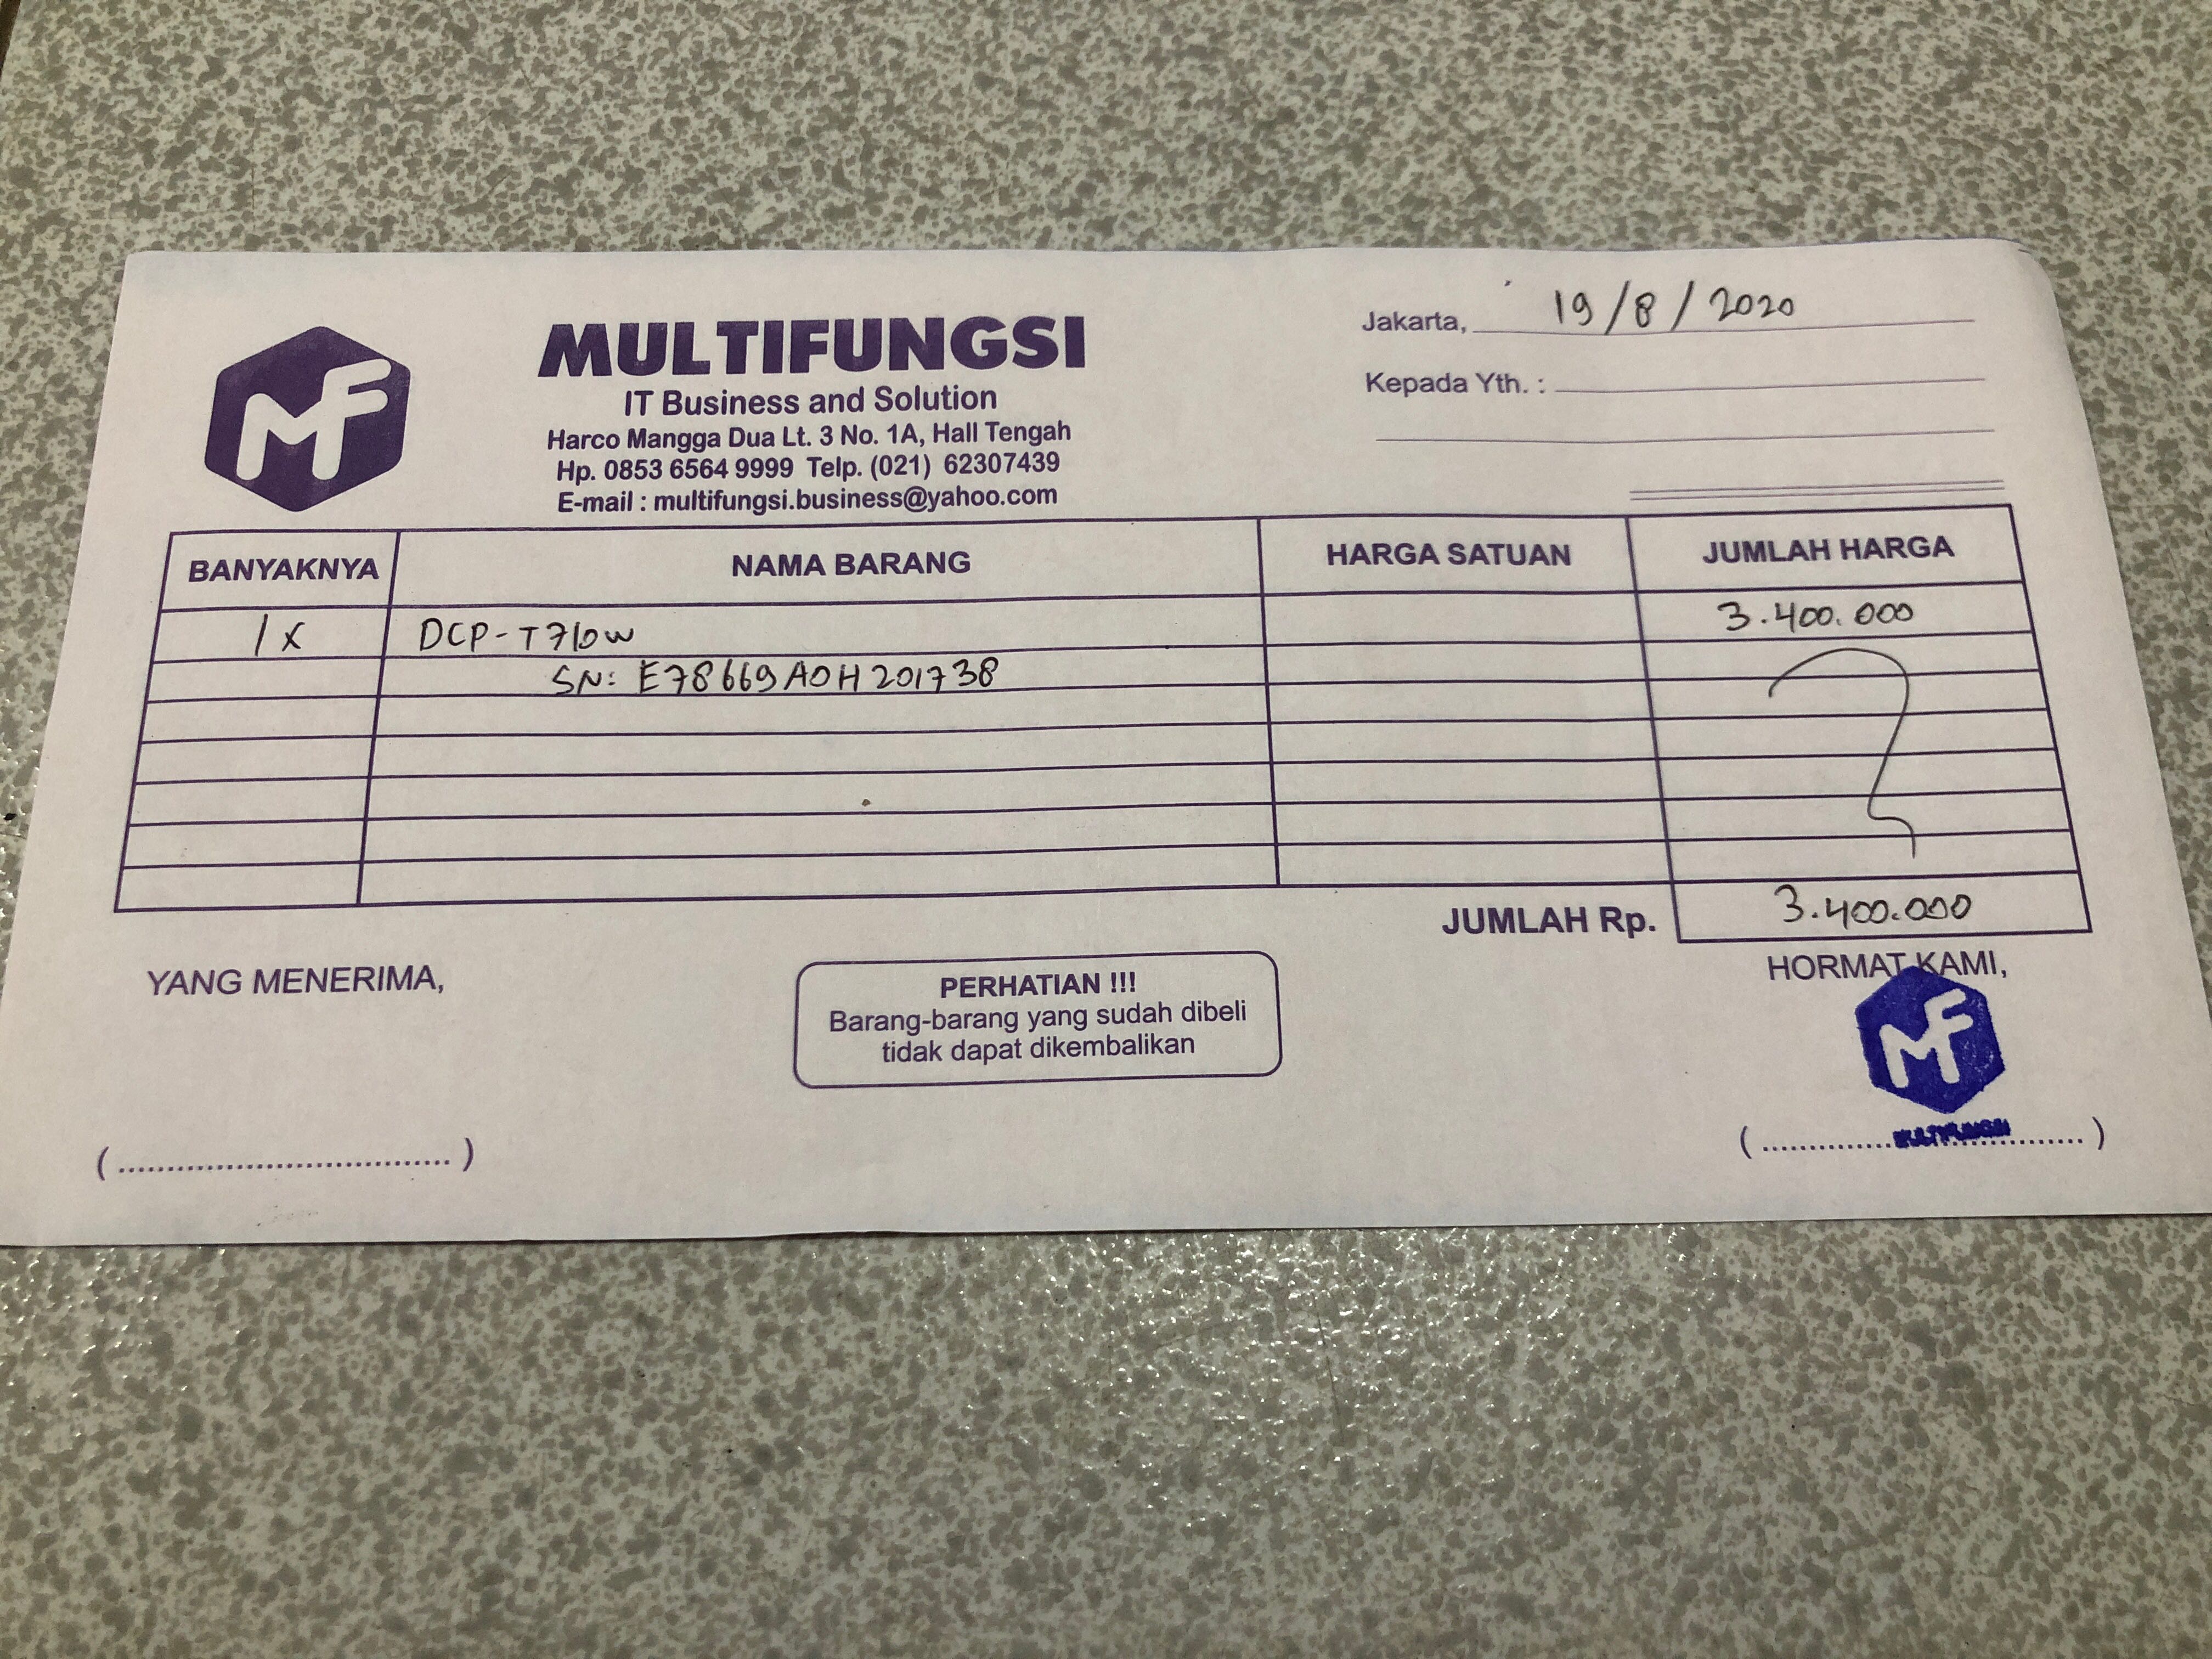 MF
MULTIFUNGSI
IT Business and Solution
Harco Mangga Dua Lt. 3 No. 1A, Hall Tengah
Hp. 0853 6564 9999 Telp. (021) 62307439
E-mail : multifungsi.business@yahoo.com
Jakarta, 19/8/2020
Kepada Yth. :
BANYAKNYA NAMA BARANG HARGA SATUAN JUMLAH HARGA
1x DCP-T710W 3.400.000
SN: E78669A0H201738
JUMLAH Rp. 3.400.000
YANG MENERIMA,
PERHATIAN !!!
Barang-barang yang sudah dibeli
tidak dapat dikembalikan
HORMAT KAMI,
MF
MULTIFUNGSI
(....................................)
(....................................)